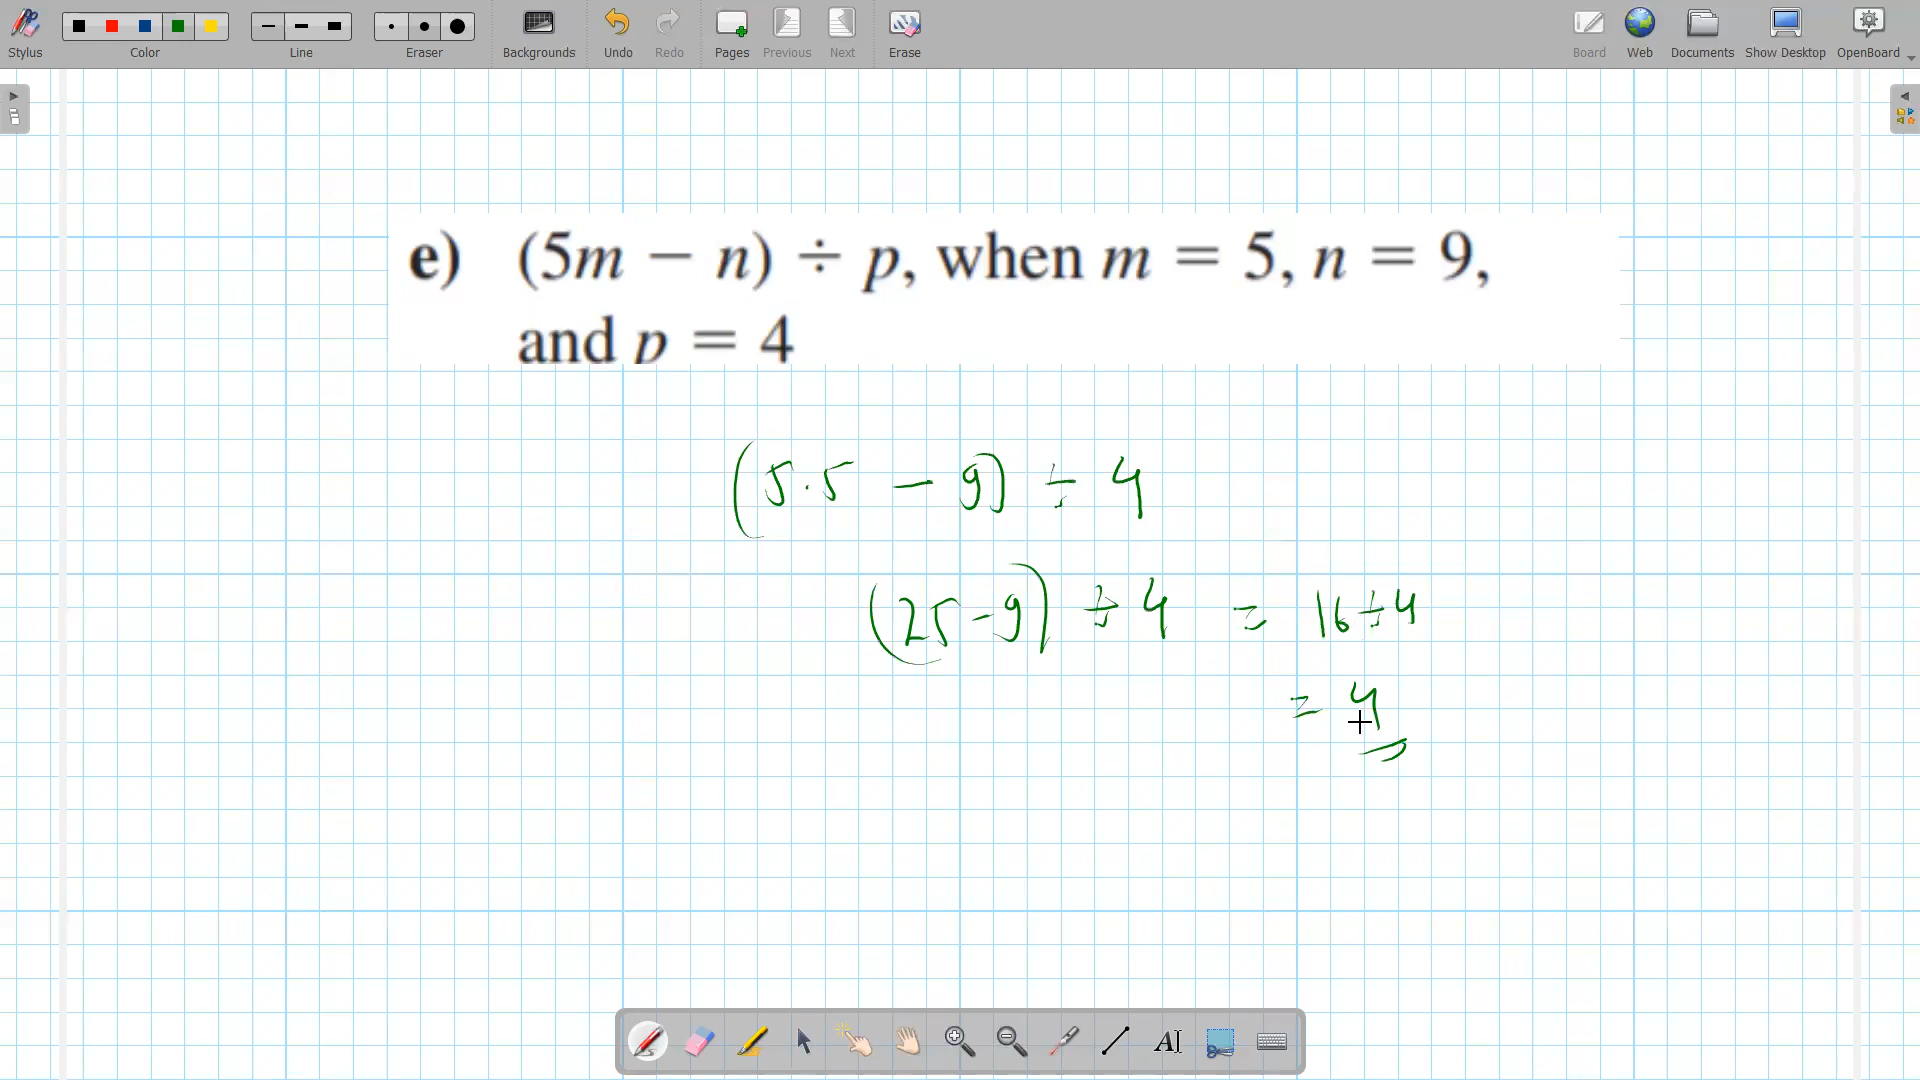 Stylus Color Line Eraser Backgrounds Undo Redo Pages Previous Next Erase Board Web Documents Show Desktop OpenBoard
e) (5m − n) ÷ p, when m = 5, n = 9,
and p = 4
(5.5 - 9) ÷ 4
(25 - 9) ÷ 4 = 16 ÷ 4
= 4